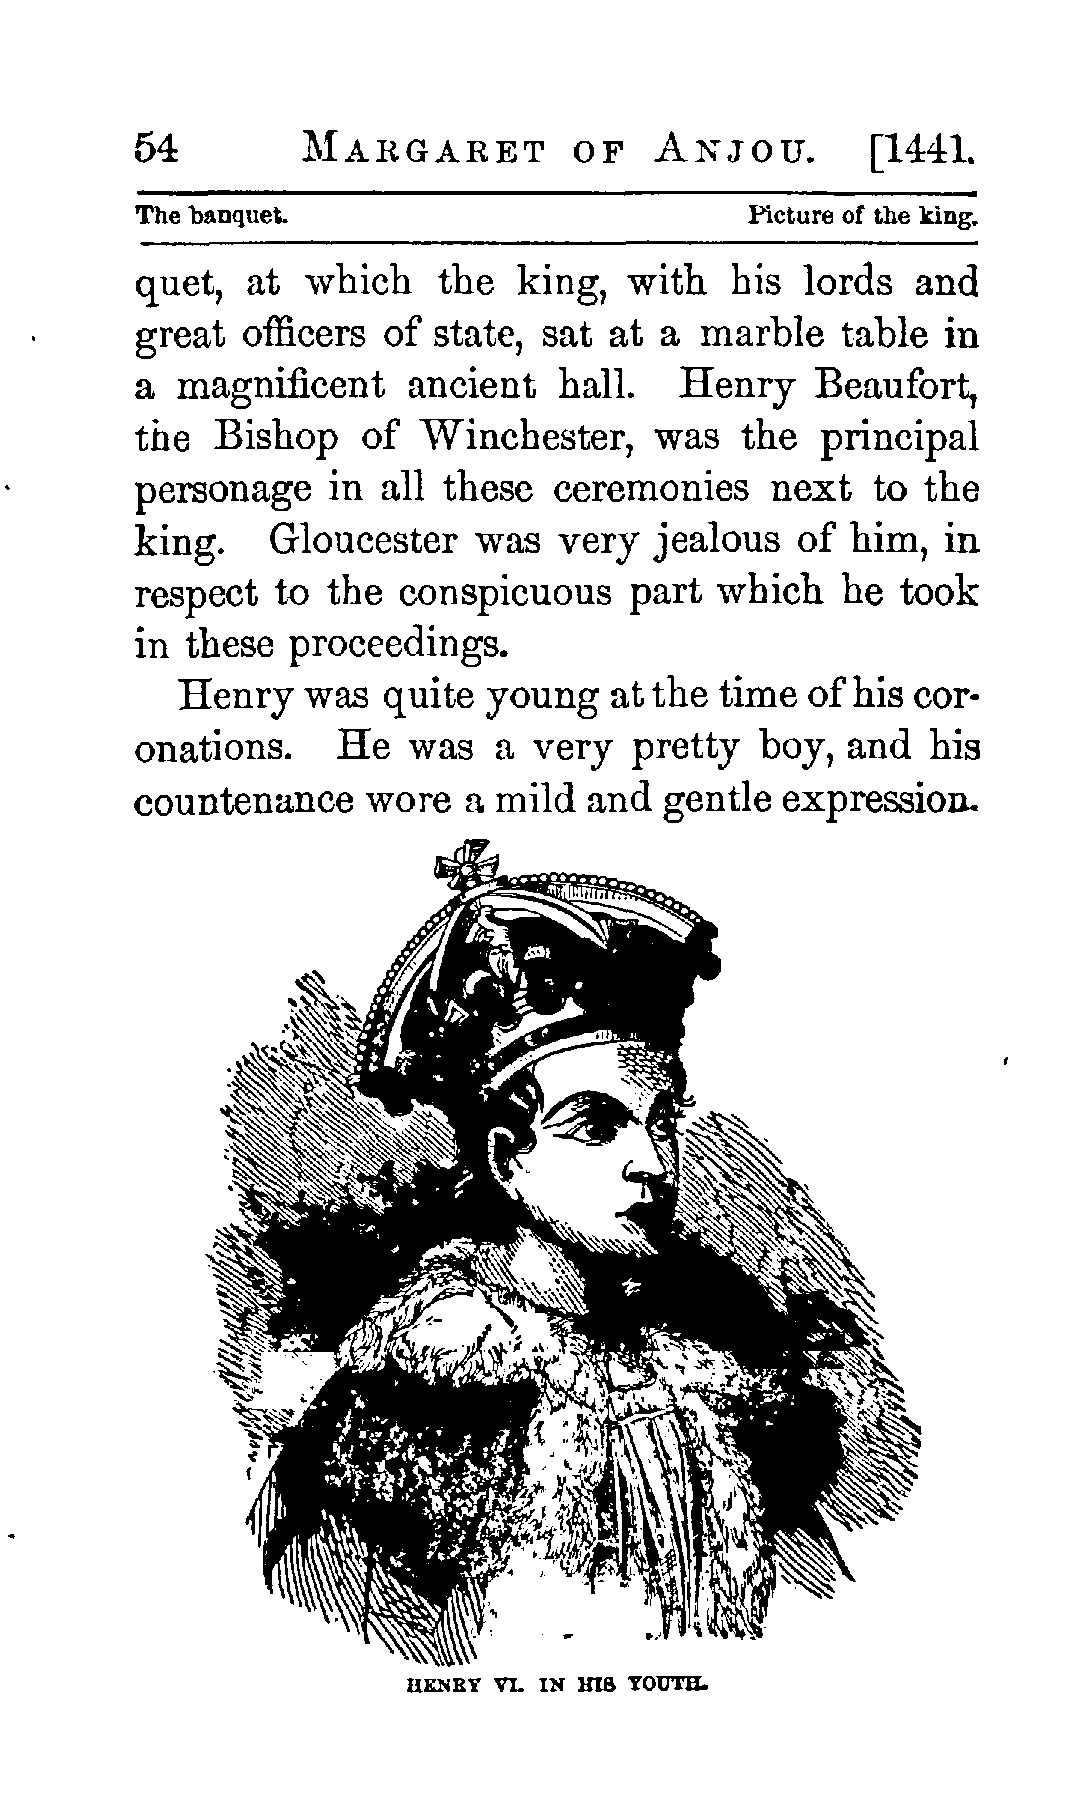 54 MARGARET OF ANJOU. [1441.
The banquet. Picture of the king.
quet, at which the king, with his lords and
great officers of state, sat at a marble table in
a magnificent ancient hall. Henry Beaufort,
the Bishop of Winchester, was the principal
personage in all these ceremonies next to the
king. Gloucester was very jealous of him, in
respect to the conspicuous part which he took
in these proceedings.
Henry was quite young at the time of his cor-
onations. He was a very pretty boy, and his
countenance wore a mild and gentle expression.
HENRY VI. IN HIS YOUTH.